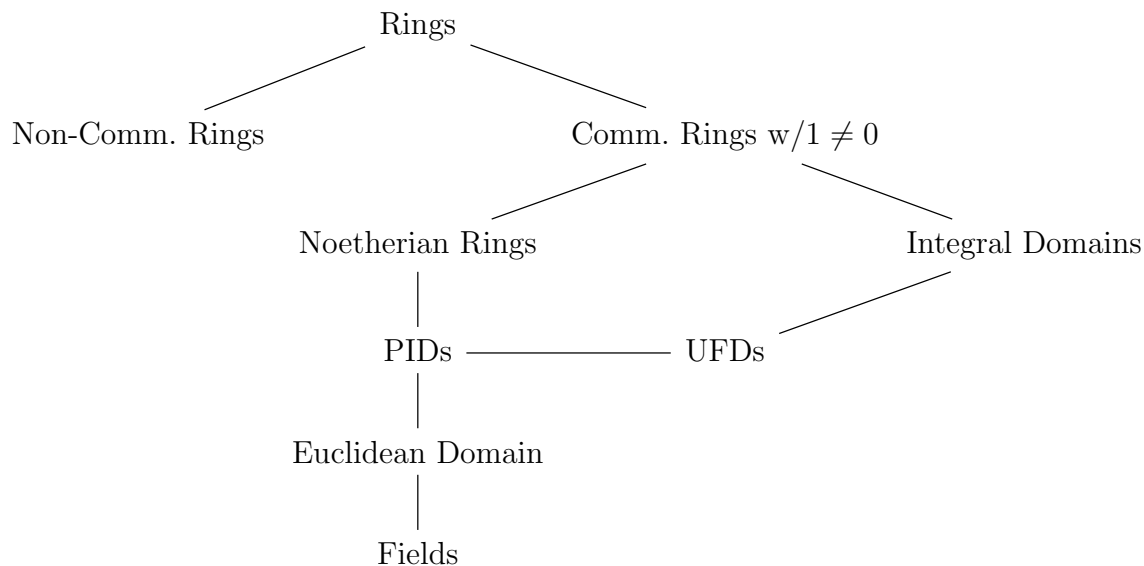 Rings
Non-Comm. Rings
Comm. Rings w/1 ≠ 0
Noetherian Rings
Integral Domains
PIDs
UFDs
Euclidean Domain
Fields